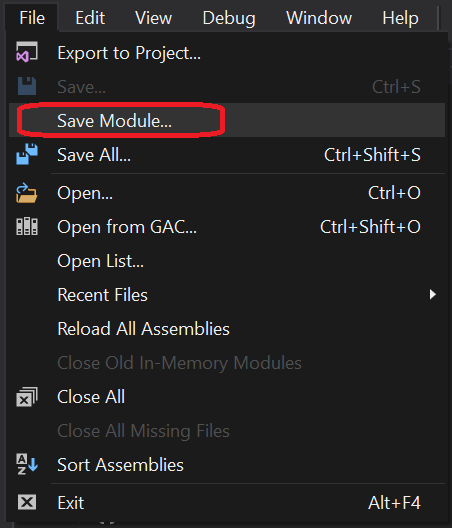 File Edit View Debug Window Help
Export to Project...
Save... Ctrl+S
Save Module...
Save All... Ctrl+Shift+S
Open... Ctrl+O
Open from GAC... Ctrl+Shift+O
Open List...
Recent Files
Reload All Assemblies
Close Old In-Memory Modules
Close All
Close All Missing Files
Sort Assemblies
Exit Alt+F4